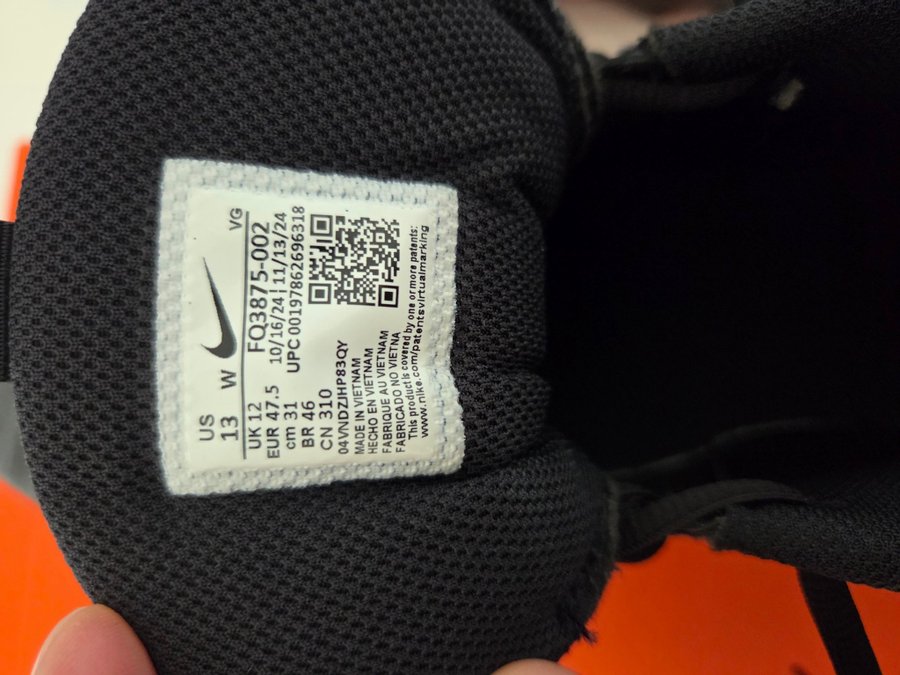 US
13 W VG
UK 12 FQ3875-002
EUR 47.5 10/16/24 | 11/13/24
cm 31 UPC 00197862696318
BR 46
CN 310
04VNDZJHP83QY
MADE IN VIETNAM
HECHO EN VIETNAM
FABRIQUE AU VIETNAM
FABRICADO NO VIETNA
This product is covered by one or more patents:
www.nike.com/patentsvirtualmarking